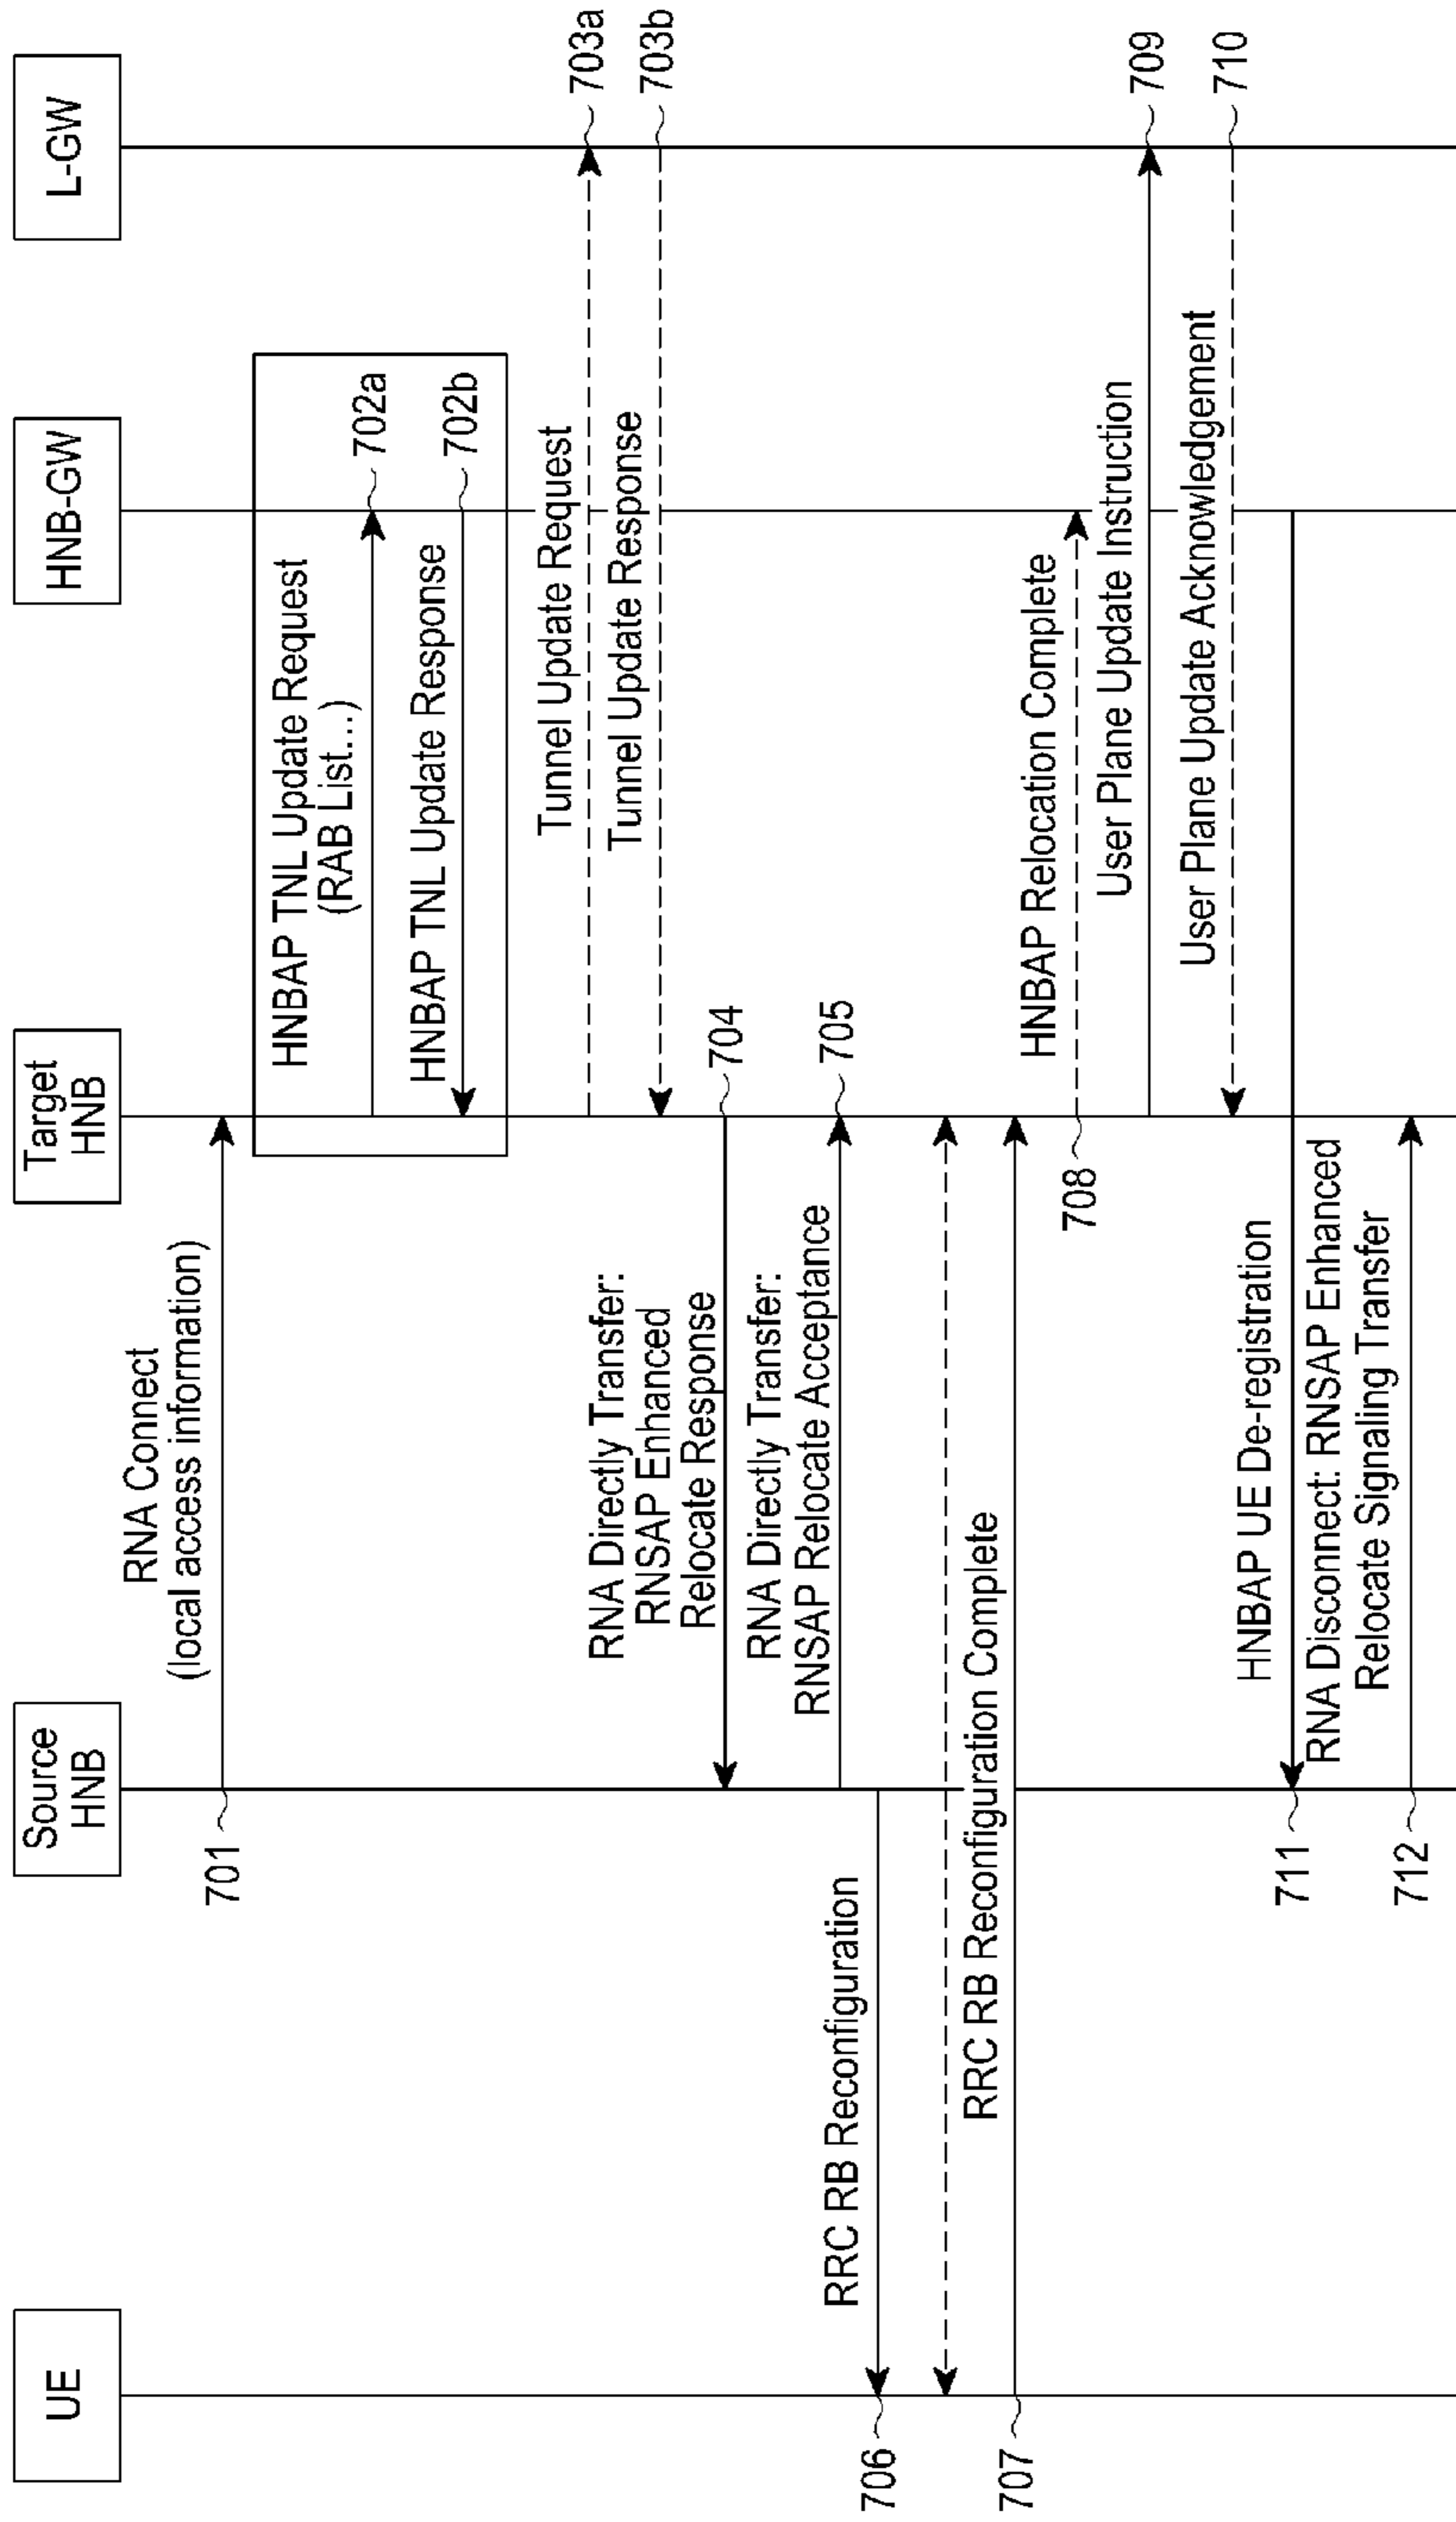 UE
Source
HNB
Target
HNB
HNB-GW
L-GW
RNA Connect
(local access information)
701
HNBAP TNL Update Request
(RAB List...)
702a
HNBAP TNL Update Response
702b
Tunnel Update Request
703a
Tunnel Update Response
703b
RNA Directly Transfer:
RNSAP Enhanced
Relocate Response
704
RNA Directly Transfer:
RNSAP Relocate Acceptance
705
RRC RB Reconfiguration
706
RRC RB Reconfiguration Complete
707
HNBAP Relocation Complete
708
User Plane Update Instruction
709
User Plane Update Acknowledgement
710
HNBAP UE De-registration
711
RNA Disconnect: RNSAP Enhanced
Relocate Signaling Transfer
712